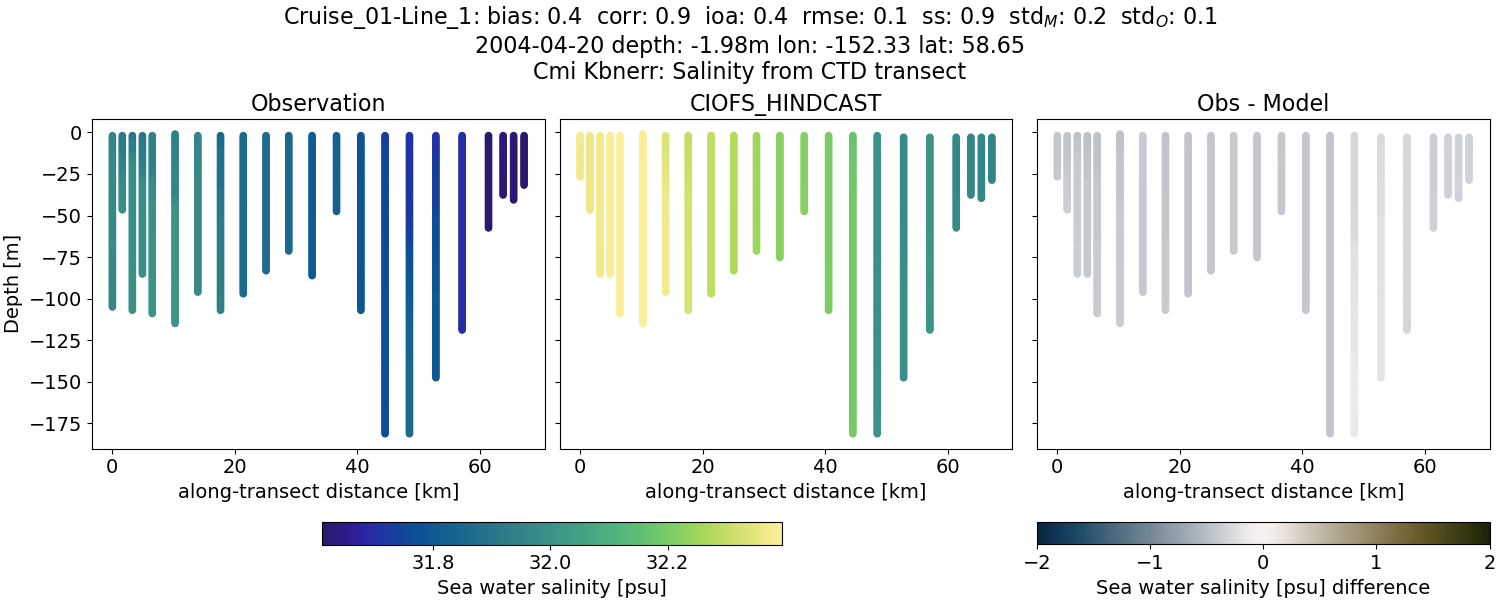 Cruise_01-Line_1: bias: 0.4 corr: 0.9 ioa: 0.4 rmse: 0.1 ss: 0.9 std_M: 0.2 std_O: 0.1
2004-04-20 depth: -1.98m lon: -152.33 lat: 58.65
Cmi Kbnerr: Salinity from CTD transect
Observation
CIOFS_HINDCAST
Obs - Model
Depth [m]
0
−25
−50
−75
−100
−125
−150
−175
0 20 40 60
0 20 40 60
0 20 40 60
along-transect distance [km]
along-transect distance [km]
along-transect distance [km]
31.8 32.0 32.2
Sea water salinity [psu]
−2 −1 0 1 2
Sea water salinity [psu] difference